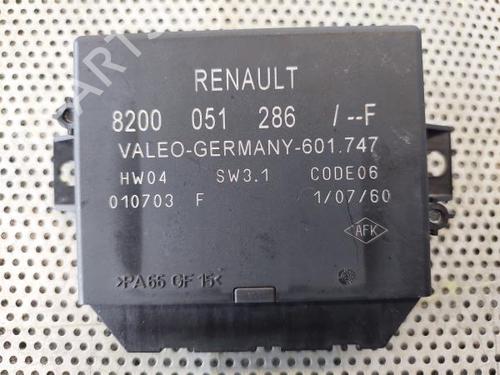 RENAULT
8200 051 286 /--F
VALEO-GERMANY-601.747
HW04 SW3.1 CODE06
010703 F 1/07/60
AFK
>PA66 GF15<